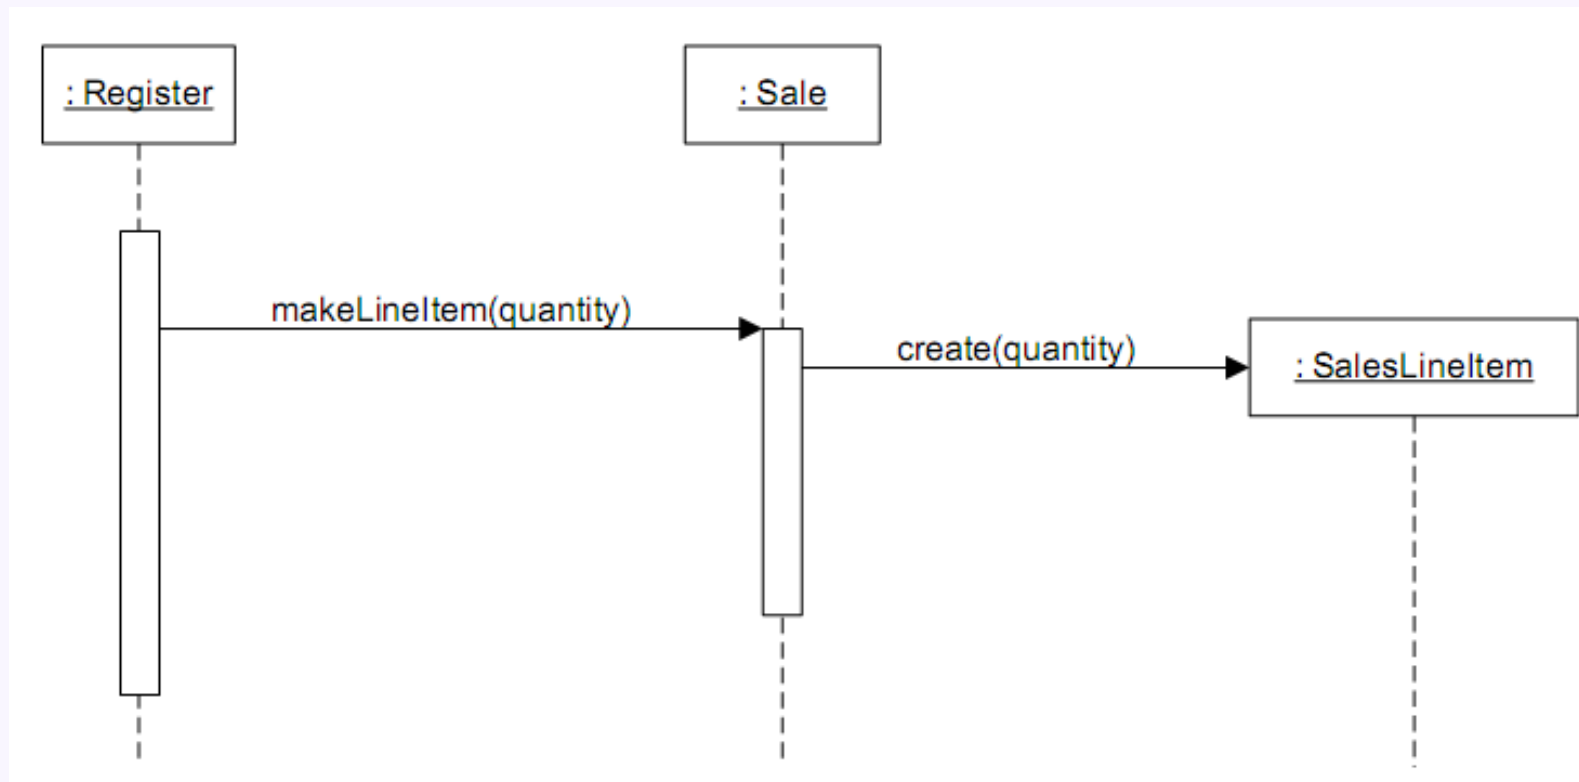 : Register
: Sale
makeLineItem(quantity)
create(quantity)
: SalesLineItem